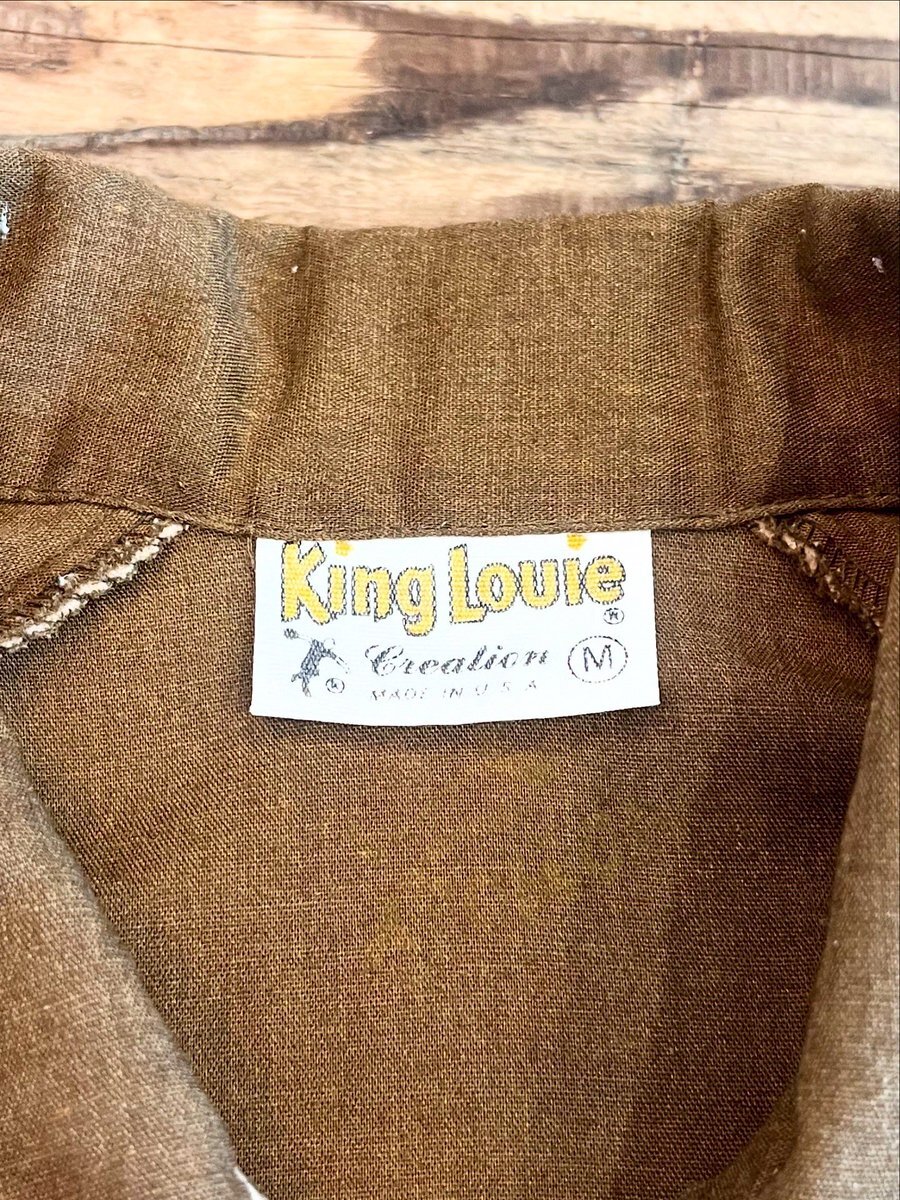 King Louie ®
Creation M
® MADE IN U.S.A